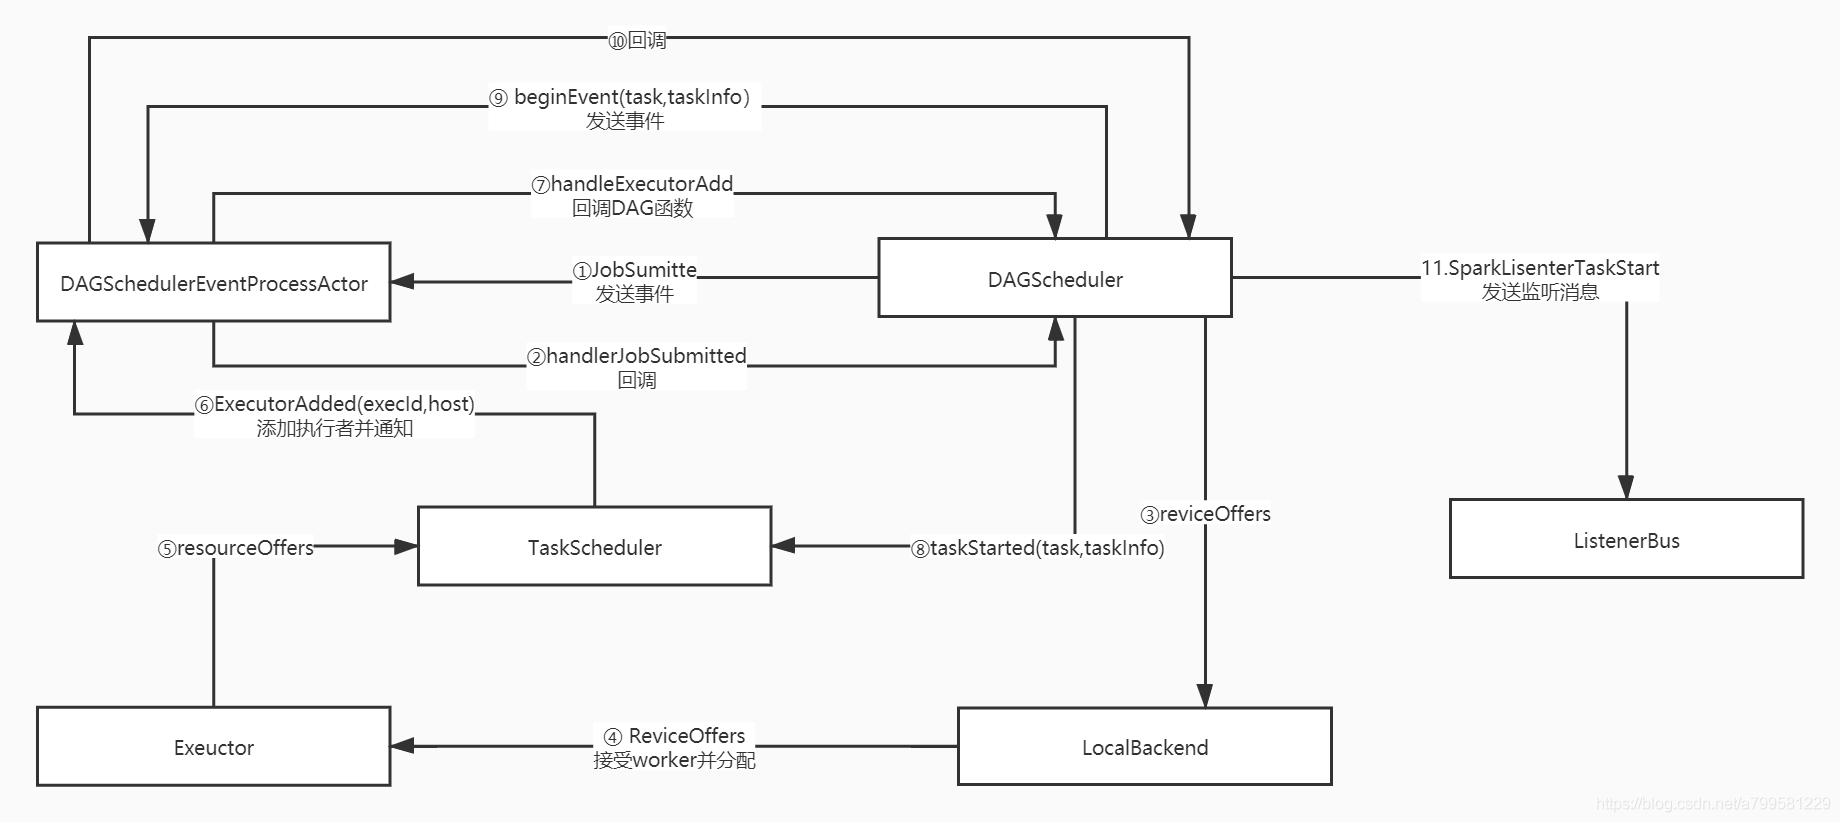 ⑩回调
⑨ beginEvent(task,taskInfo)
发送事件
⑦handleExecutorAdd
回调DAG函数
DAGSchedulerEventProcessActor
①JobSumitte
发送事件
DAGScheduler
11.SparkLisenterTaskStart
发送监听消息
②handlerJobSubmitted
回调
⑥ExecutorAdded(execId,host)
添加执行者并通知
③reviceOffers
⑤resourceOffers
TaskScheduler
⑧taskStarted(task,taskInfo)
ListenerBus
Exeuctor
④ ReviceOffers
接受worker并分配
LocalBackend
https://blog.csdn.net/a799581229